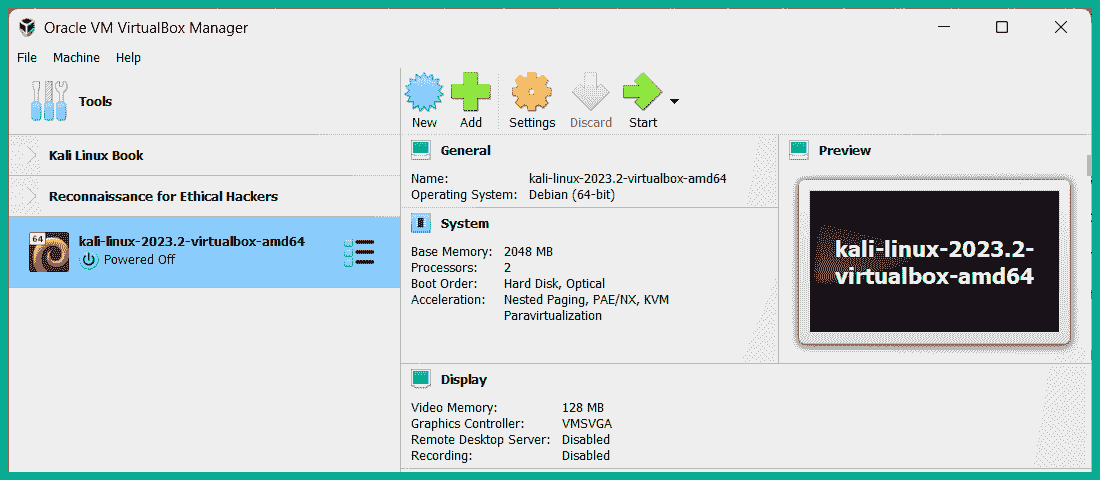 Oracle VM VirtualBox Manager
File Machine Help
Tools
New Add Settings Discard Start
Kali Linux Book
Reconnaissance for Ethical Hackers
64
kali-linux-2023.2-virtualbox-amd64
Powered Off
General
Name: kali-linux-2023.2-virtualbox-amd64
Operating System: Debian (64-bit)
System
Base Memory: 2048 MB
Processors: 2
Boot Order: Hard Disk, Optical
Acceleration: Nested Paging, PAE/NX, KVM
Paravirtualization
Preview
kali-linux-2023.2-
virtualbox-amd64
Display
Video Memory: 128 MB
Graphics Controller: VMSVGA
Remote Desktop Server: Disabled
Recording: Disabled